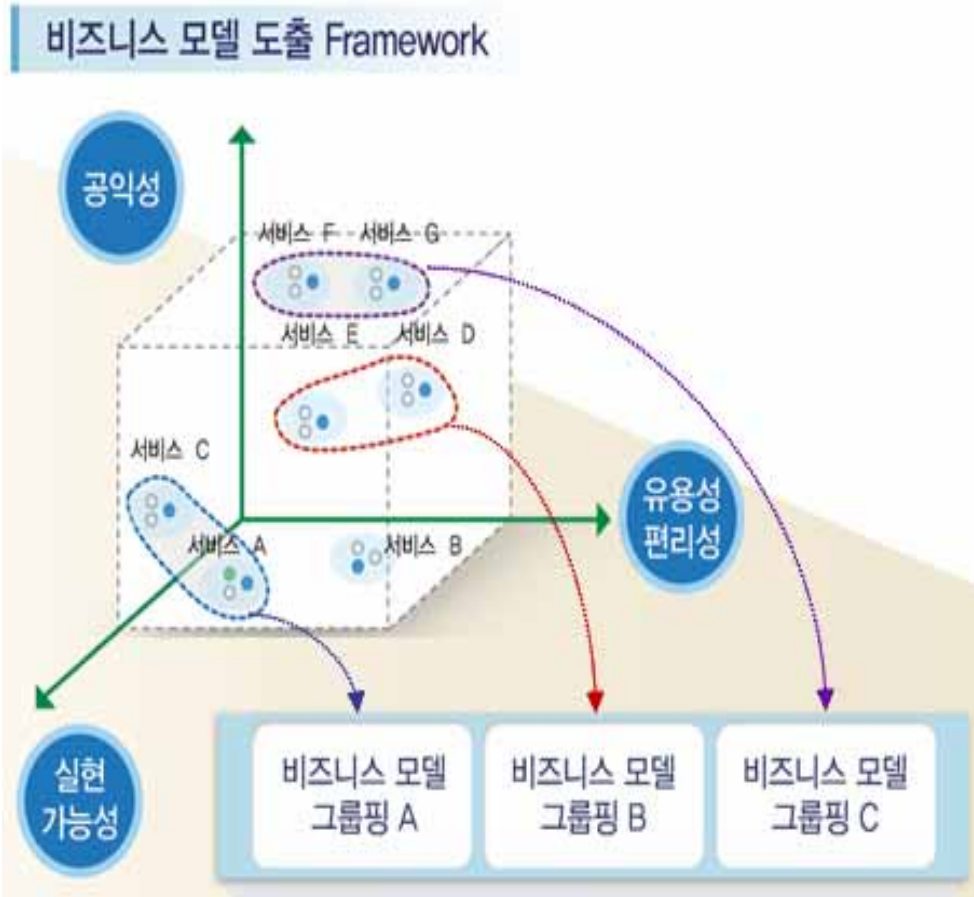 비즈니스 모델 도출 Framework
공익성
서비스 F 서비스 G
서비스 E 서비스 D
서비스 C
서비스 A 서비스 B
유용성
편리성
실현
가능성
비즈니스 모델
그룹핑 A
비즈니스 모델
그룹핑 B
비즈니스 모델
그룹핑 C